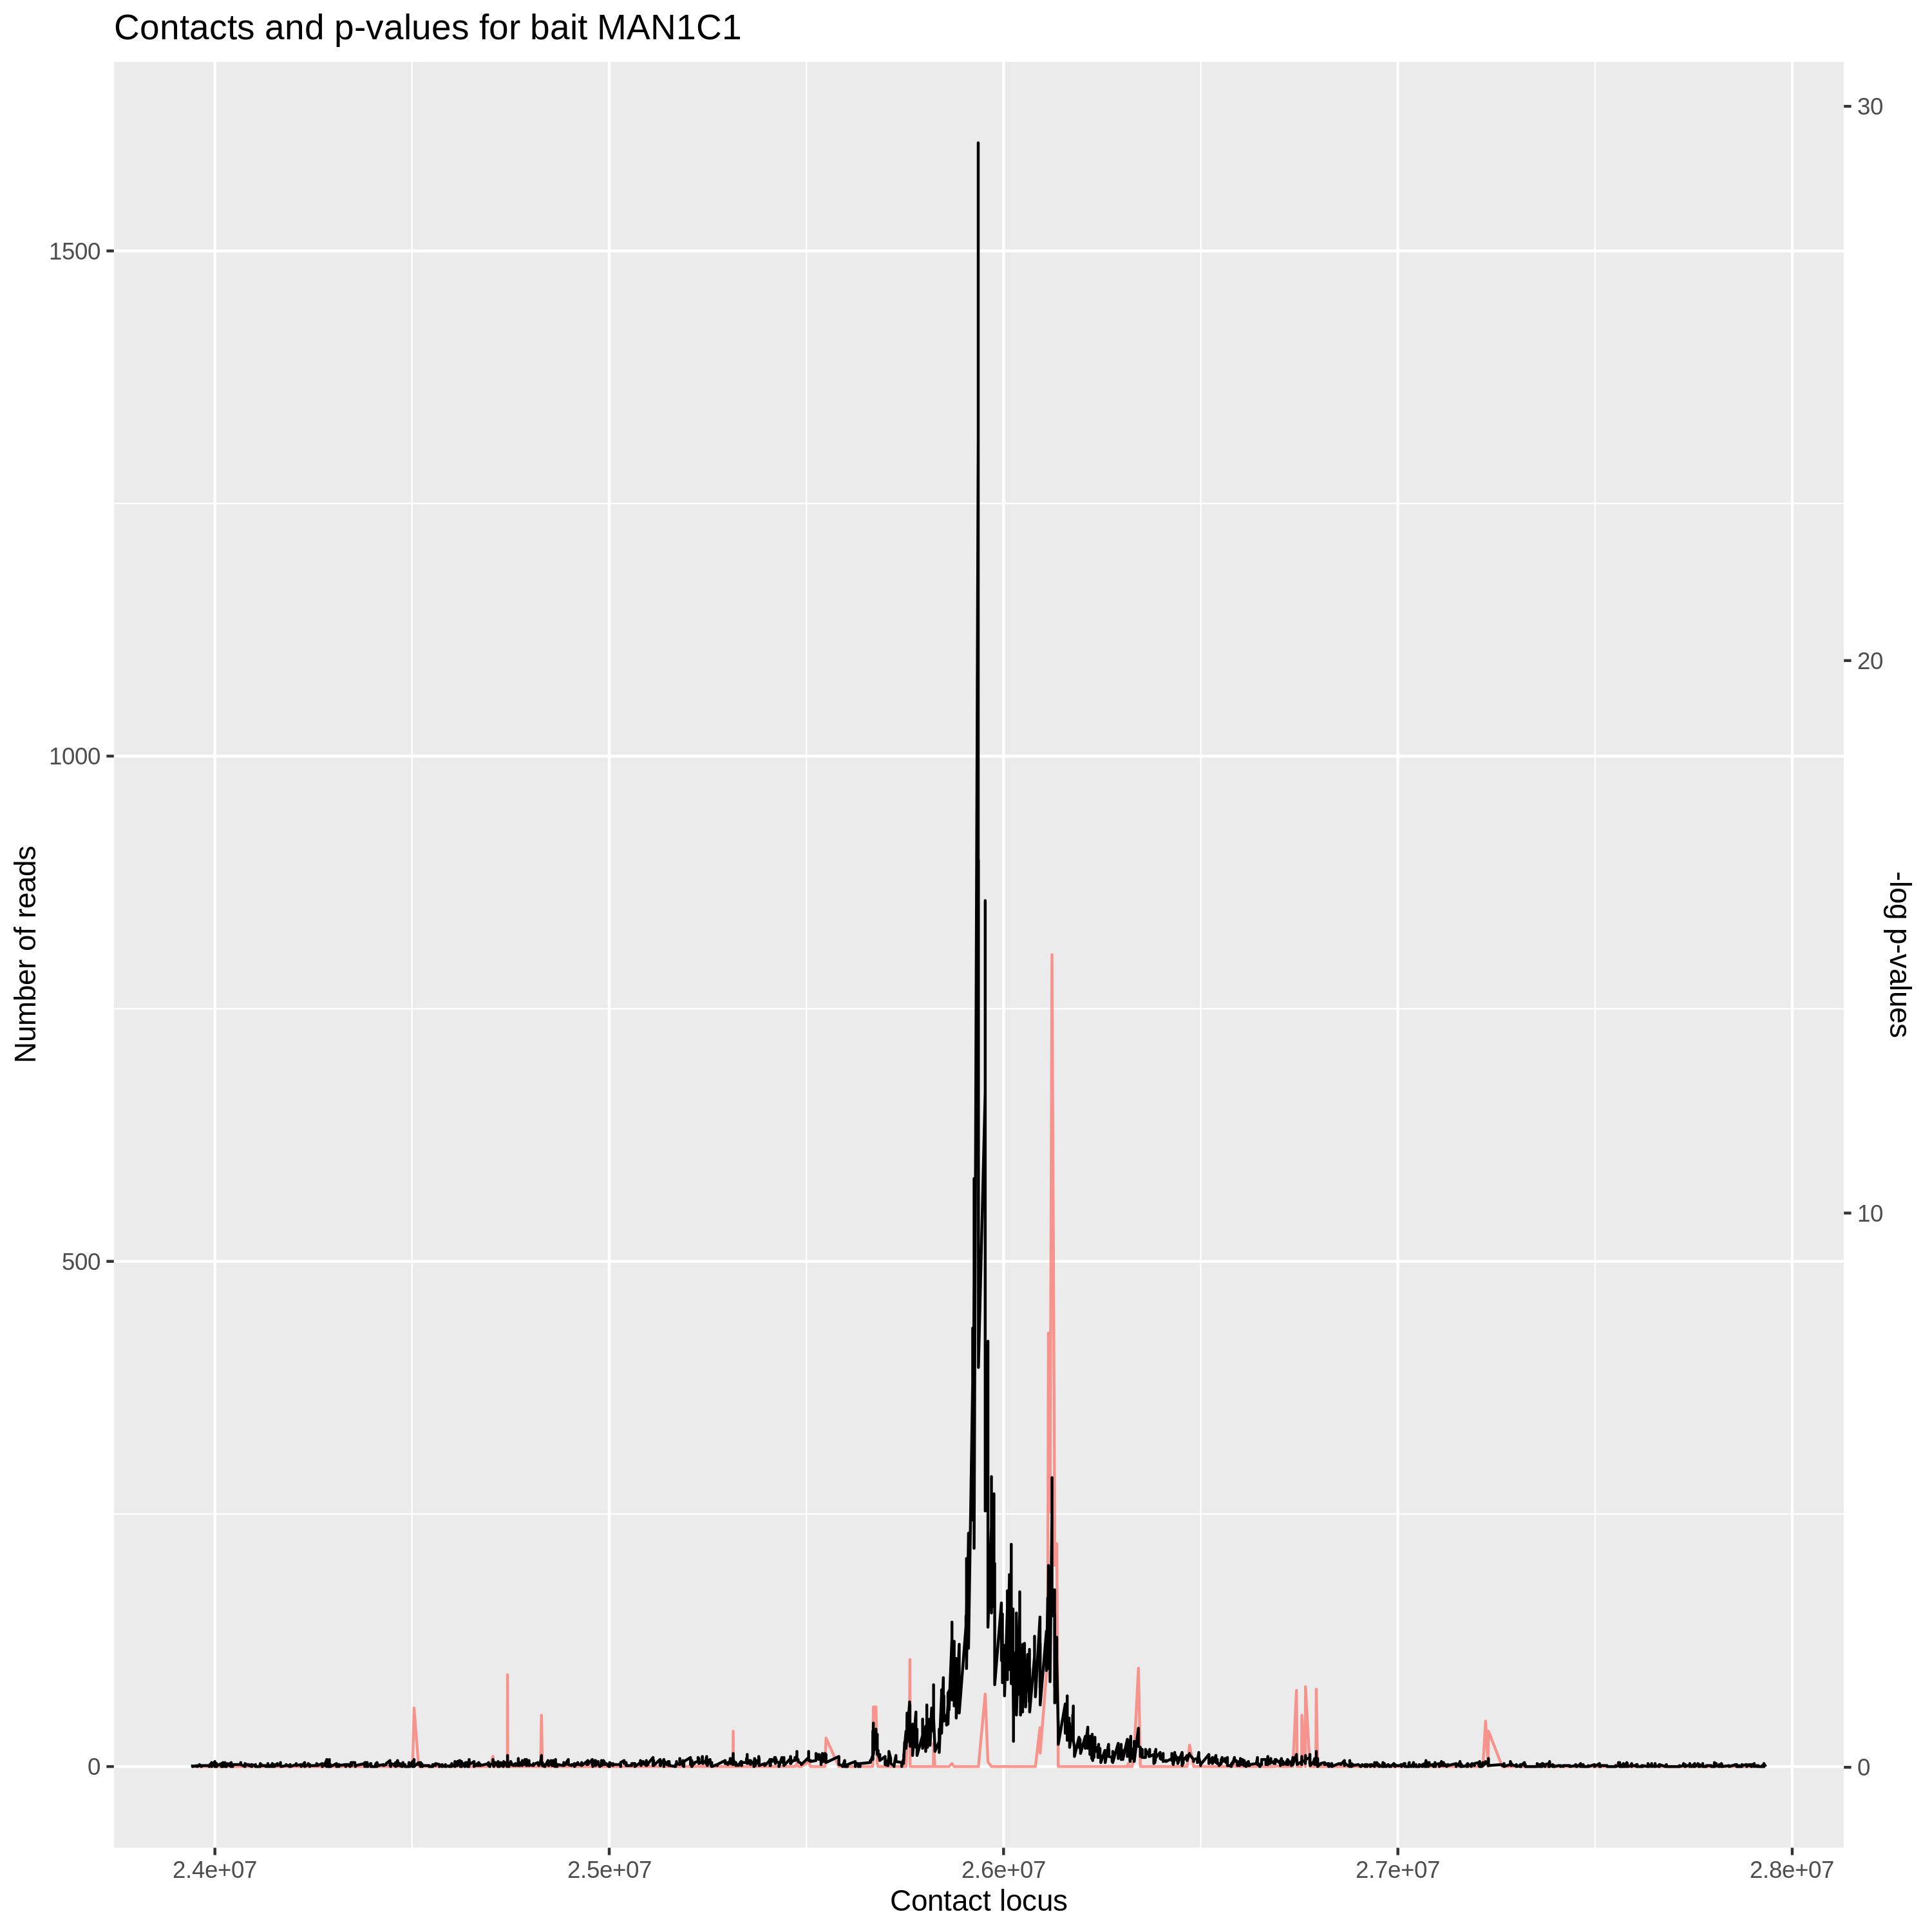 Contacts and p-values for bait MAN1C1
30
1500
20
1000
Number of reads
-log p-values
10
500
0
0
2.4e+07
2.5e+07
2.6e+07
2.7e+07
2.8e+07
Contact locus